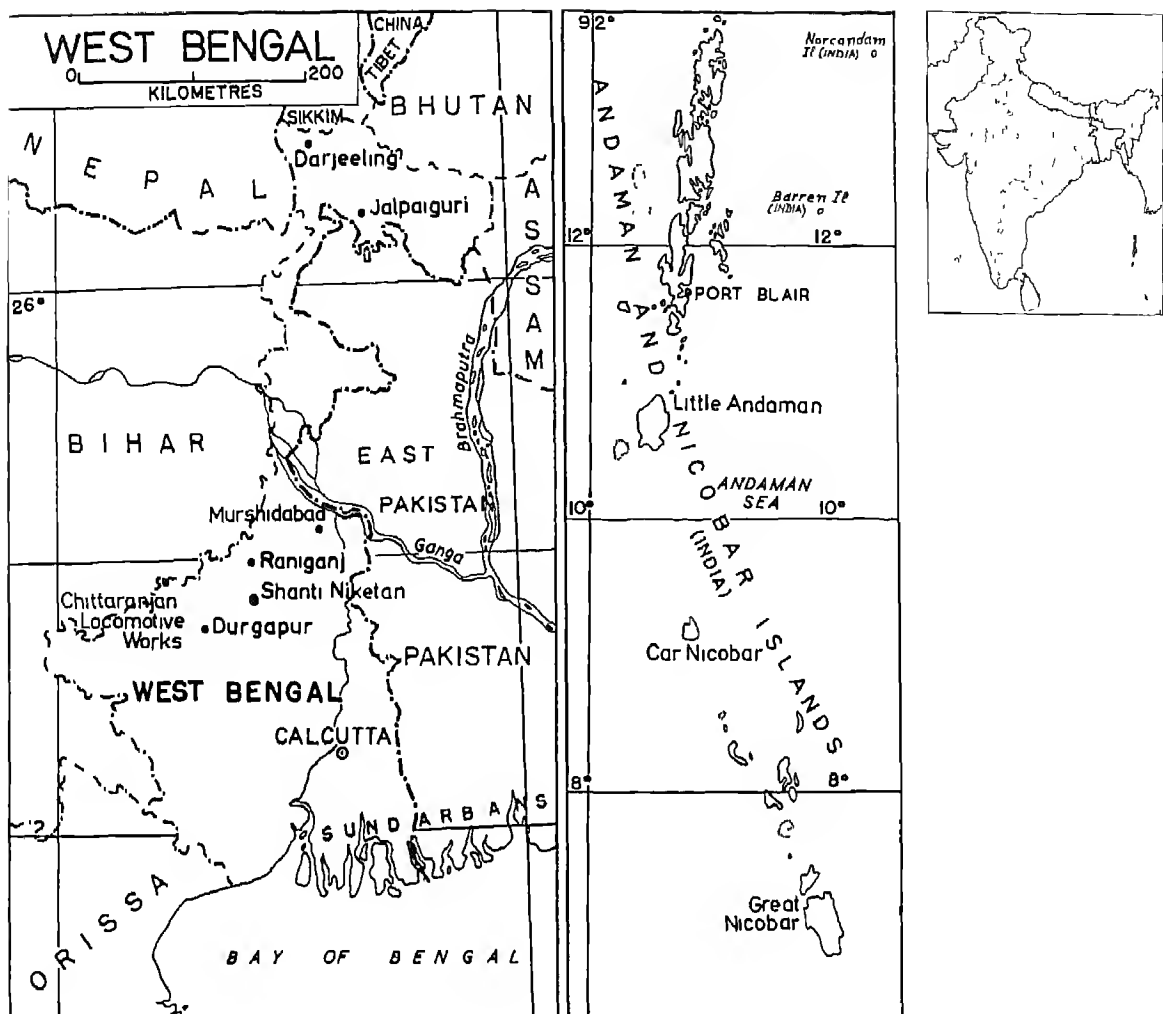 WEST BENGAL
0 200
KILOMETRES
CHINA
TIBET
BHUTAN
SIKKIM
Darjeeling
NEPAL
Jalpaiguri
ASSAM
26°
Brahmaputra
BIHAR
EAST
PAKISTAN
Murshidabad
Ganga
Raniganj
Shanti Niketan
Chittaranjan
Locomotive
Works
Durgapur
PAKISTAN
WEST BENGAL
CALCUTTA
SUNDARBANS
ORISSA
BAY OF BENGAL
92°
Norcandam
Il (INDIA)
ANDAMAN AND NICOBAR ISLANDS
(INDIA)
Barren Il
(INDIA)
12° 12°
PORT BLAIR
Little Andaman
ANDAMAN
SEA
10° 10°
Car Nicobar
8° 8°
Great
Nicobar